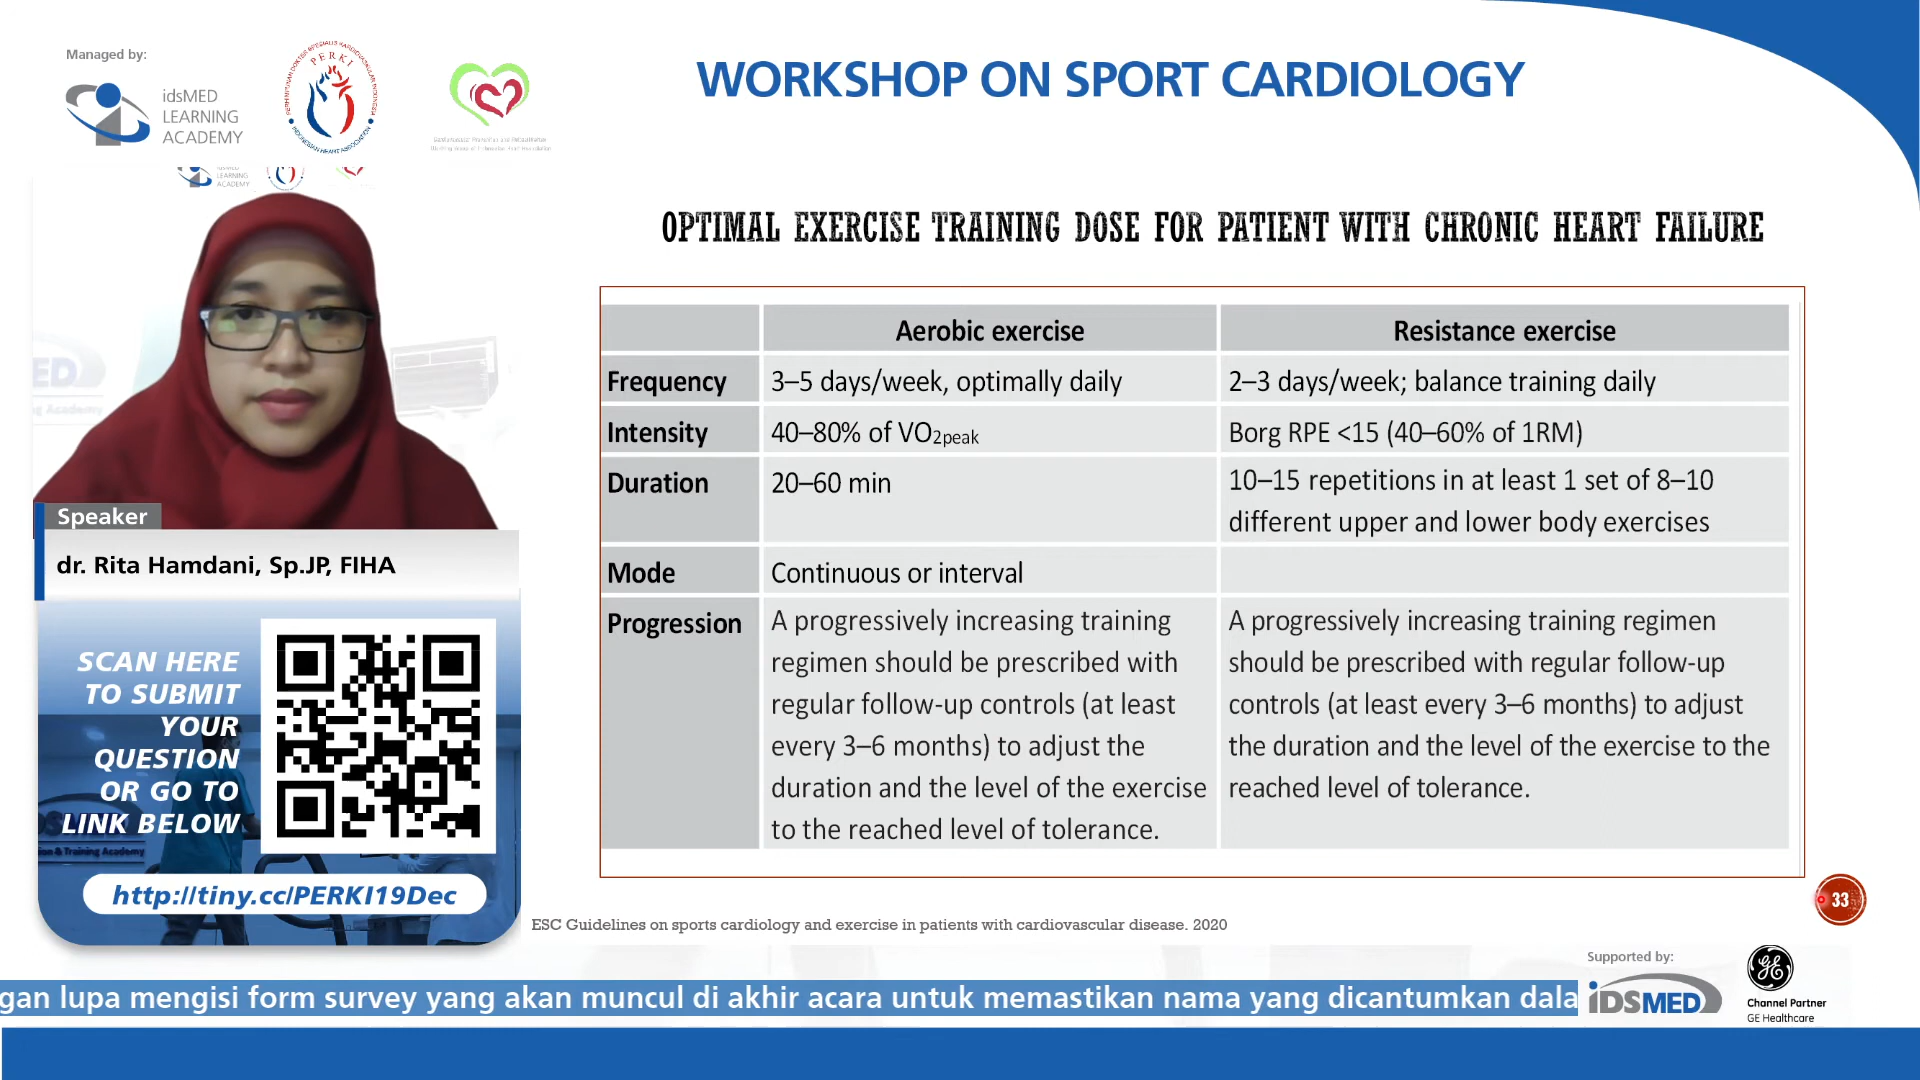 Managed by:
idsMED
LEARNING
ACADEMY
PERKI
INDONESIAN HEART ASSOCIATION
WORKSHOP ON SPORT CARDIOLOGY
LEARNING
ACADEMY
OPTIMAL EXERCISE TRAINING DOSE FOR PATIENT WITH CHRONIC HEART FAILURE
Aerobic exercise
Resistance exercise
Frequency
3–5 days/week, optimally daily
2–3 days/week; balance training daily
Intensity
40–80% of VO2peak
Borg RPE <15 (40–60% of 1RM)
Duration
20–60 min
10–15 repetitions in at least 1 set of 8–10
different upper and lower body exercises
Mode
Continuous or interval
Progression
A progressively increasing training
regimen should be prescribed with
regular follow-up controls (at least
every 3–6 months) to adjust the
duration and the level of the exercise
to the reached level of tolerance.
A progressively increasing training regimen
should be prescribed with regular follow-up
controls (at least every 3–6 months) to adjust
the duration and the level of the exercise to the
reached level of tolerance.
33
ESC Guidelines on sports cardiology and exercise in patients with cardiovascular disease. 2020
Speaker
dr. Rita Hamdani, Sp.JP, FIHA
SCAN HERE
TO SUBMIT
YOUR
QUESTION
OR GO TO
LINK BELOW
& Training Academy
http://tiny.cc/PERKI19Dec
Supported by:
iDSMED
GE
Channel Partner
GE Healthcare
gan lupa mengisi form survey yang akan muncul di akhir acara untuk memastikan nama yang dicantumkan dala